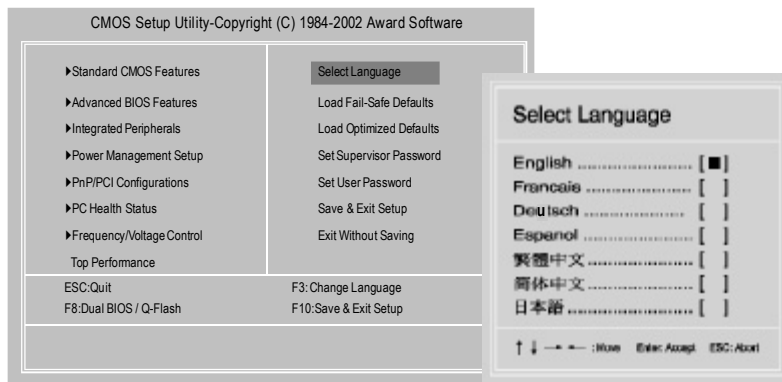 CMOS Setup Utility-Copyright (C) 1984-2002 Award Software
▶Standard CMOS Features
▶Advanced BIOS Features
▶Integrated Peripherals
▶Power Management Setup
▶PnP/PCI Configurations
▶PC Health Status
▶Frequency/Voltage Control
Top Performance
Select Language
Load Fail-Safe Defaults
Load Optimized Defaults
Set Supervisor Password
Set User Password
Save & Exit Setup
Exit Without Saving
ESC:Quit
F3: Change Language
F8:Dual BIOS / Q-Flash
F10:Save & Exit Setup
Select Language
English ........................ [■]
Francais ...................... [ ]
Deutsch ..................... [ ]
Espanol ...................... [ ]
繁體中文 ...................... [ ]
简体中文 ...................... [ ]
日本語 ......................... [ ]
↑ ↓ → ← : Move Enter: Accept ESC: Abort